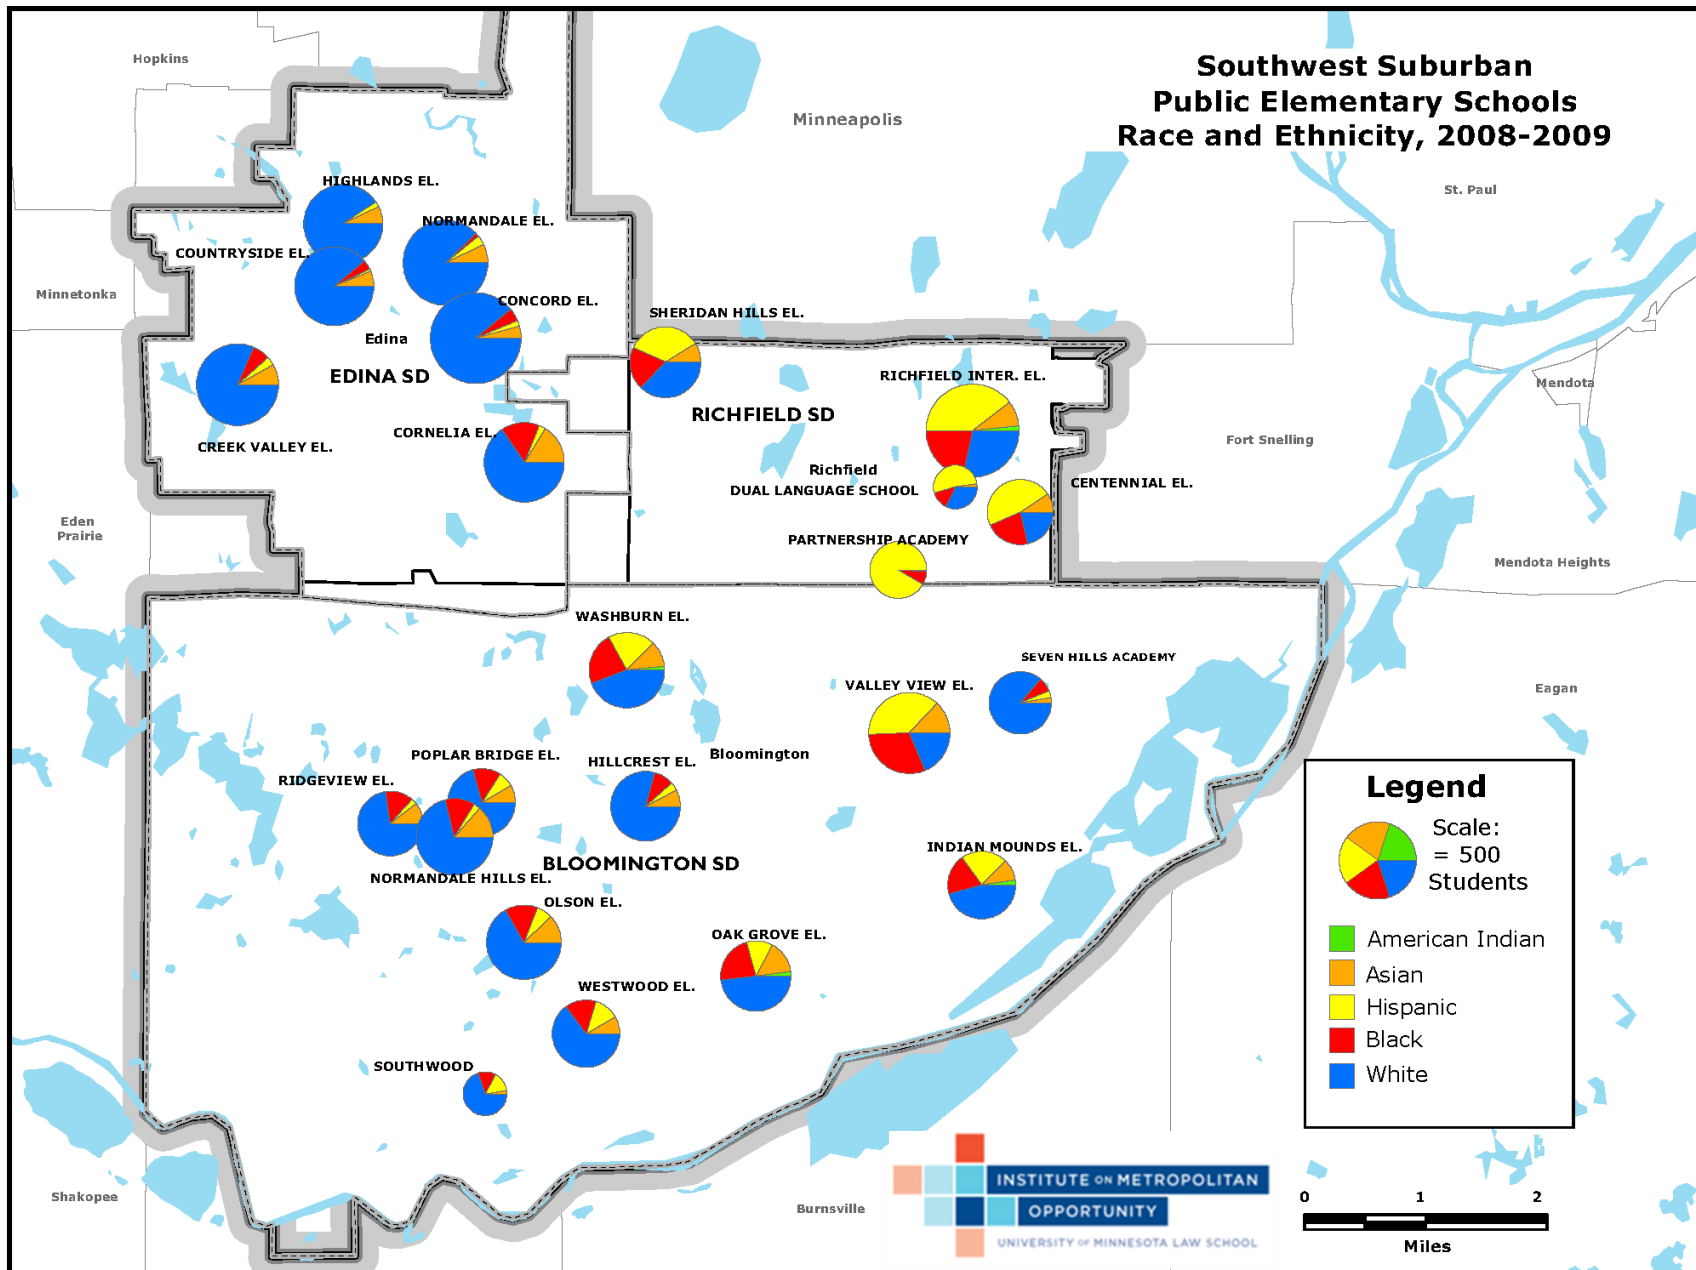 Southwest Suburban
Public Elementary Schools
Race and Ethnicity, 2008-2009
Hopkins
Minneapolis
St. Paul
HIGHLANDS EL.
NORMANDALE EL.
COUNTRYSIDE EL.
Minnetonka
CONCORD EL.
SHERIDAN HILLS EL.
Edina
EDINA SD
RICHFIELD INTER. EL.
Mendota
RICHFIELD SD
CORNELIA EL.
CREEK VALLEY EL.
Fort Snelling
Richfield
DUAL LANGUAGE SCHOOL
CENTENNIAL EL.
Eden
Prairie
PARTNERSHIP ACADEMY
Mendota Heights
WASHBURN EL.
SEVEN HILLS ACADEMY
VALLEY VIEW EL.
Eagan
POPLAR BRIDGE EL.
HILLCREST EL.
Bloomington
RIDGEVIEW EL.
BLOOMINGTON SD
INDIAN MOUNDS EL.
NORMANDALE HILLS EL.
OLSON EL.
OAK GROVE EL.
WESTWOOD EL.
SOUTHWOOD
Legend
Scale:
= 500
Students
American Indian
Asian
Hispanic
Black
White
Shakopee
Burnsville
INSTITUTE ON METROPOLITAN
OPPORTUNITY
UNIVERSITY OF MINNESOTA LAW SCHOOL
0 1 2
Miles